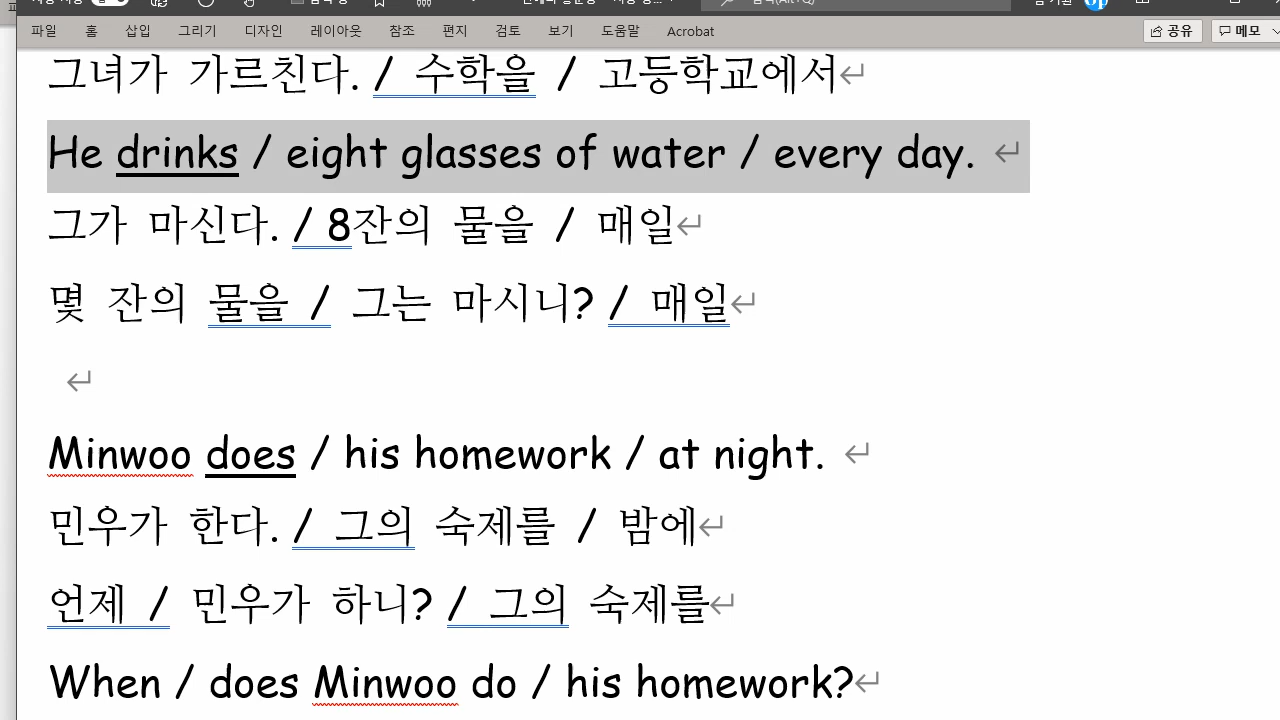 파일 홈 삽입 그리기 디자인 레이아웃 참조 편지 검토 보기 도움말 Acrobat 공유 메모
그녀가 가르친다. / 수학을 / 고등학교에서
He drinks / eight glasses of water / every day.
그가 마신다. / 8잔의 물을 / 매일
몇 잔의 물을 / 그는 마시니? / 매일
Minwoo does / his homework / at night.
민우가 한다. / 그의 숙제를 / 밤에
언제 / 민우가 하니? / 그의 숙제를
When / does Minwoo do / his homework?